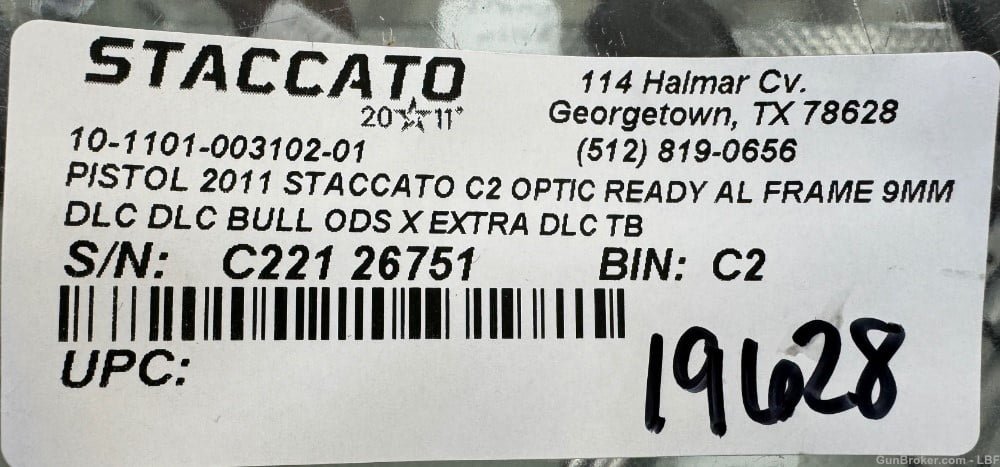 STACCATO
2011
114 Halmar Cv.
Georgetown, TX 78628
10-1101-003102-01
(512) 819-0656
PISTOL 2011 STACCATO C2 OPTIC READY AL FRAME 9MM
DLC DLC BULL ODS X EXTRA DLC TB
S/N: C221 26751 BIN: C2
UPC:
19628
GunBroker.com - LBF